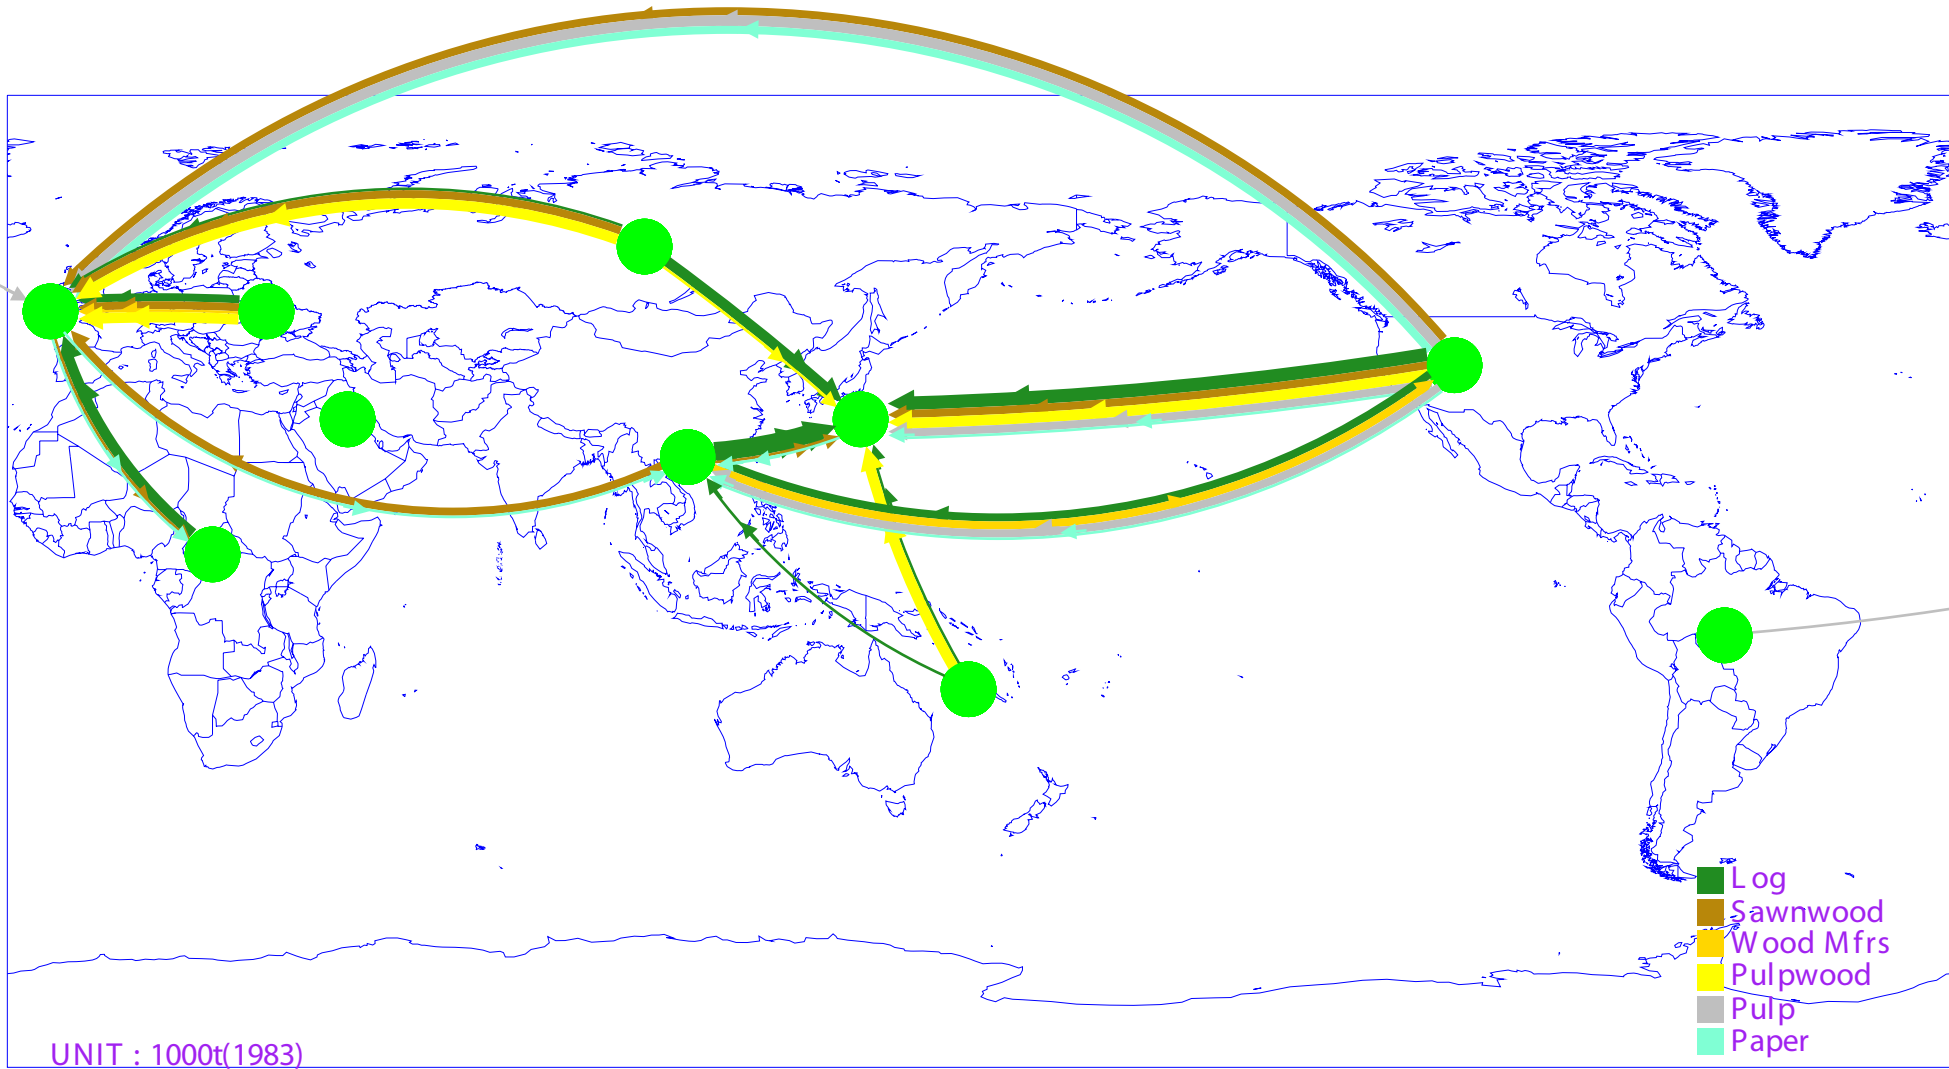 Log
Sawnwood
Wood Mfrs
Pulpwood
Pulp
Paper
UNIT : 1000t(1983)